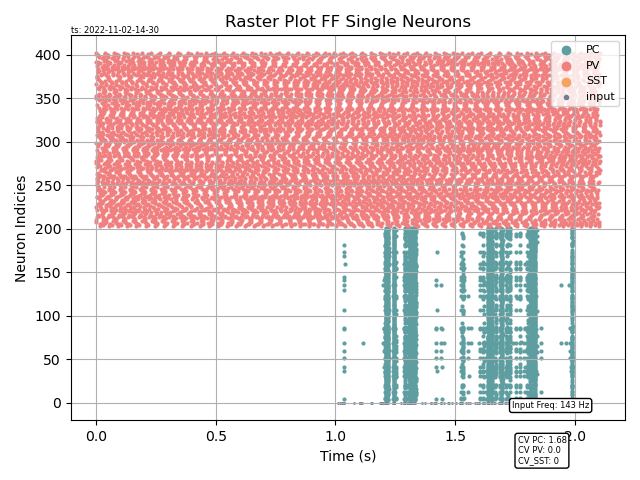 Raster Plot FF Single Neurons
ts: 2022-11-02-14-30
PC
PV
SST
input
400
350
300
250
200
150
100
50
0
Neuron Indicies
Input Freq: 143 Hz
0.0 0.5 1.0 1.5 2.0
Time (s)
CV PC: 1.68
CV PV: 0.0
CV_SST: 0